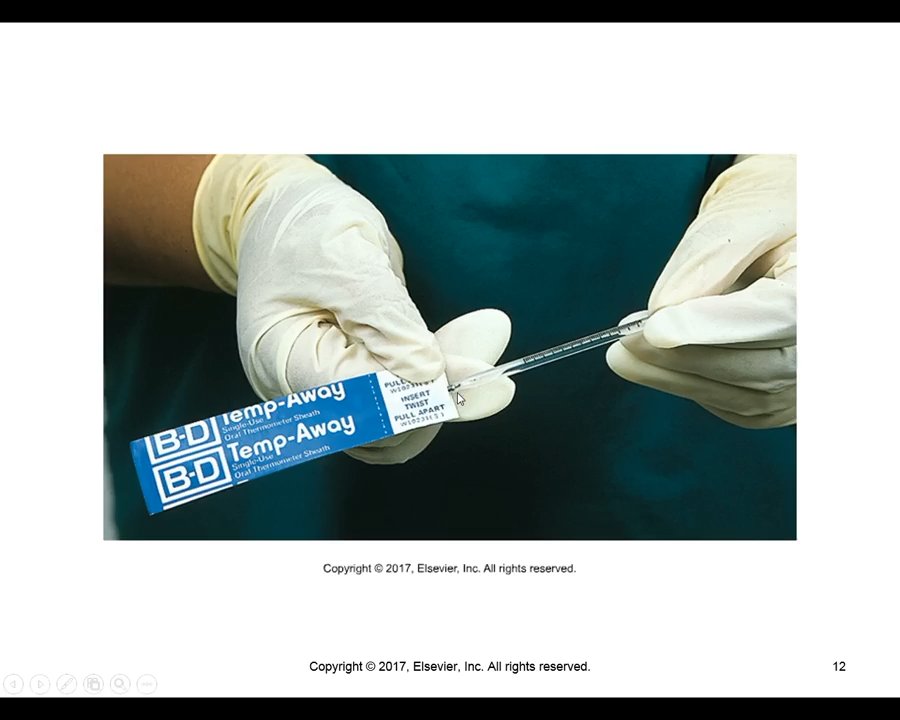 B-D Temp-Away
Single-Use
Oral Thermometer Sheath
B-D Temp-Away
Single-Use
Oral Thermometer Sheath
INSERT
TWIST
PULL APART
Copyright © 2017, Elsevier, Inc. All rights reserved.
Copyright © 2017, Elsevier, Inc. All rights reserved.
12